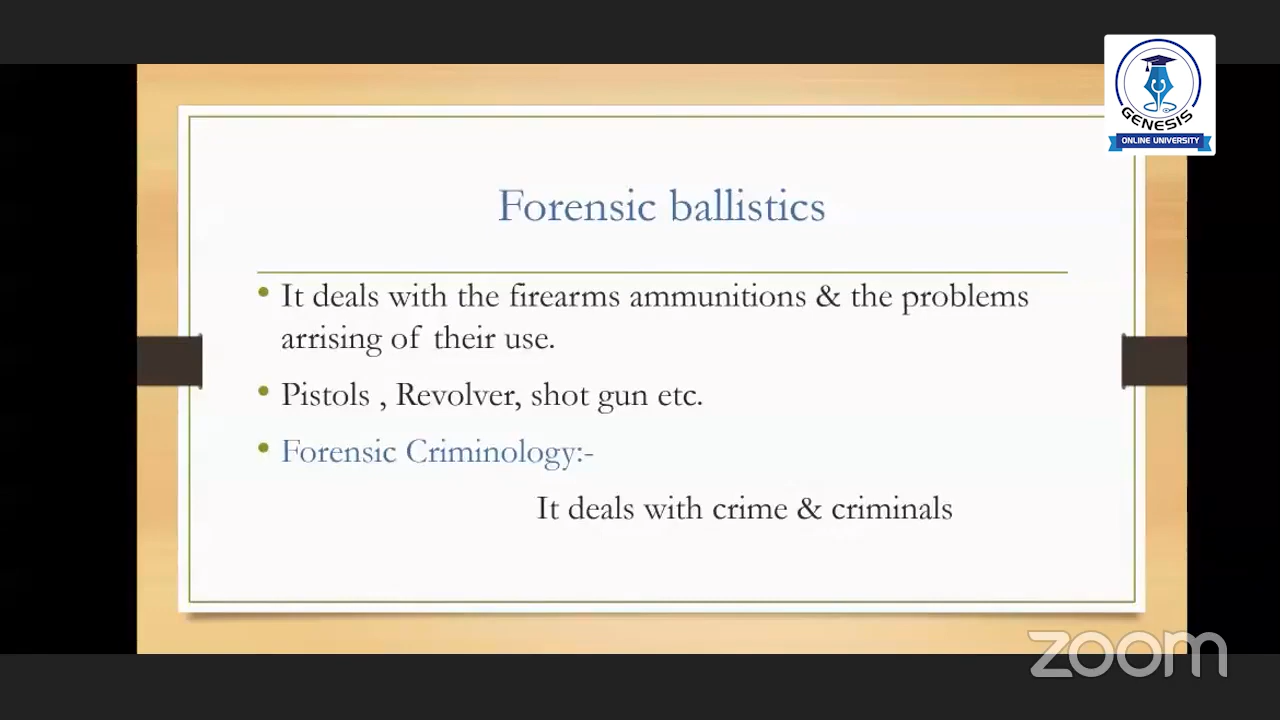 GENESIS
ONLINE UNIVERSITY
Forensic ballistics
• It deals with the firearms ammunitions & the problems
arrising of their use.
• Pistols , Revolver, shot gun etc.
• Forensic Criminology:-
It deals with crime & criminals
zoom